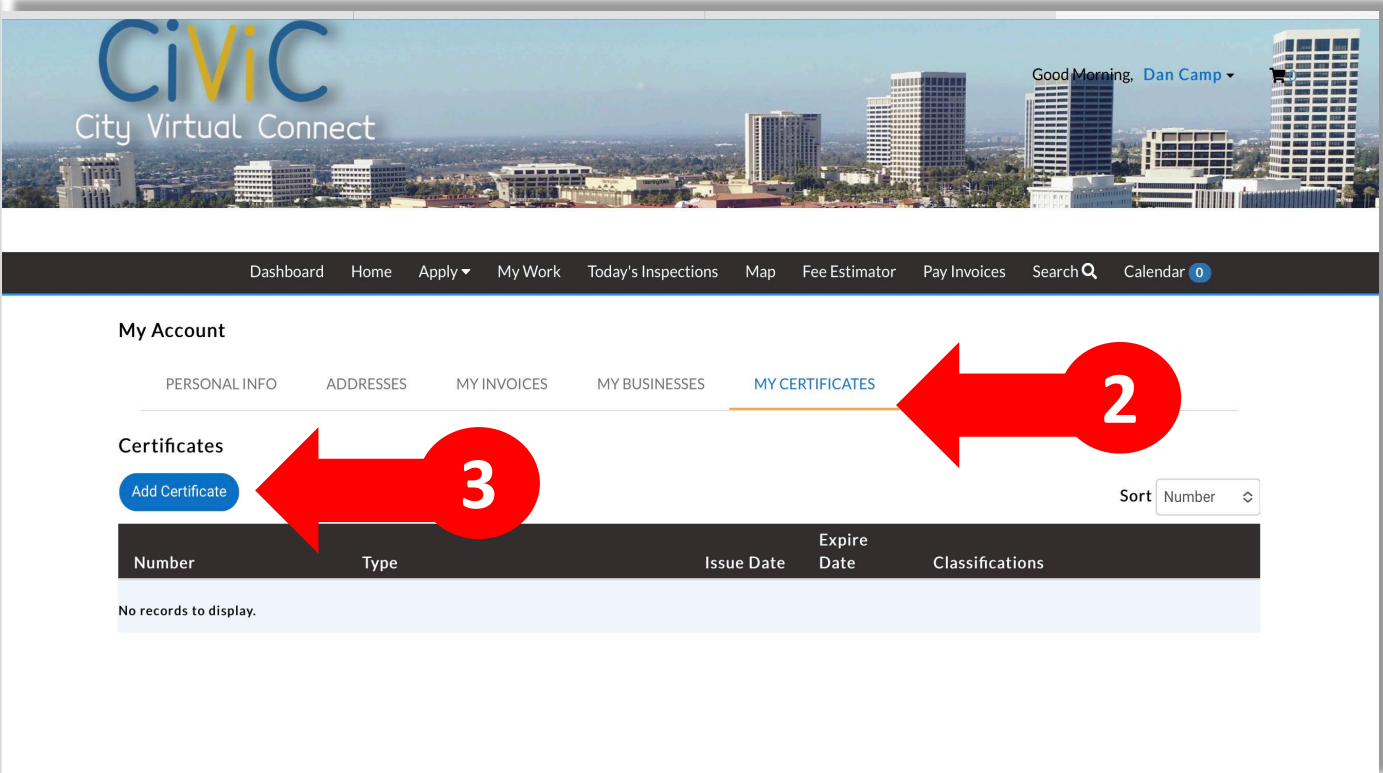 CiViC
City Virtual Connect
Good Morning, Dan Camp
Dashboard Home Apply My Work Today's Inspections Map Fee Estimator Pay Invoices Search Calendar 0
My Account
PERSONAL INFO ADDRESSES MY INVOICES MY BUSINESSES MY CERTIFICATES
2
Certificates
Add Certificate
3
Sort Number
Number Type Issue Date Expire Date Classifications
No records to display.